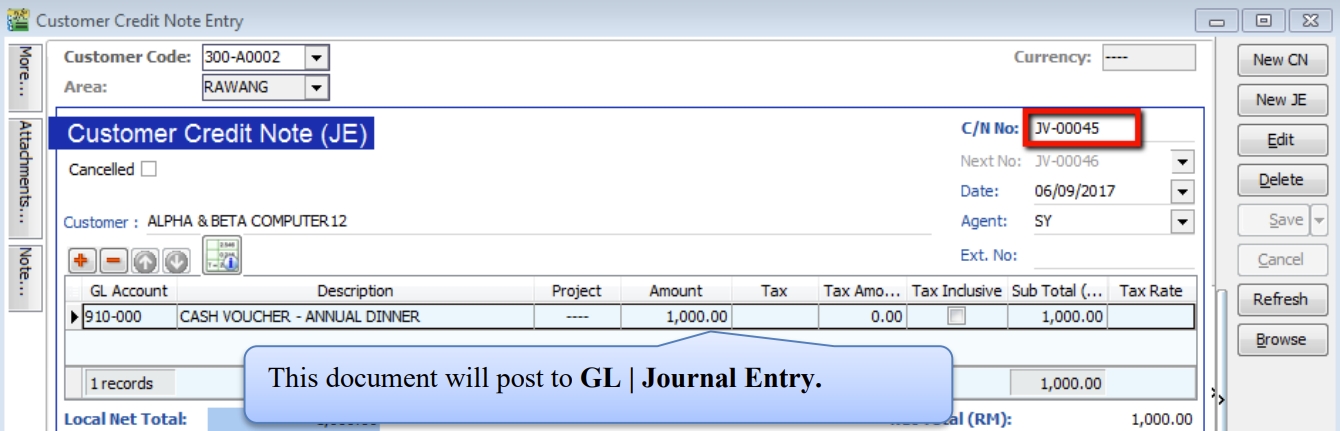 Customer Credit Note Entry
More...
Attachments...
Note...
Customer Code: 300-A0002
Currency: ----
Area: RAWANG
Customer Credit Note (JE)
C/N No: JV-00045
Cancelled
Next No: JV-00046
Date: 06/09/2017
Customer : ALPHA & BETA COMPUTER12
Agent: SY
Ext. No:
GL Account Description Project Amount Tax Tax Amo... Tax Inclusive Sub Total (... Tax Rate
910-000 CASH VOUCHER - ANNUAL DINNER ---- 1,000.00 0.00 1,000.00
This document will post to GL | Journal Entry.
1 records 1,000.00
Local Net Total: (RM): 1,000.00
New CN
New JE
Edit
Delete
Save
Cancel
Refresh
Browse